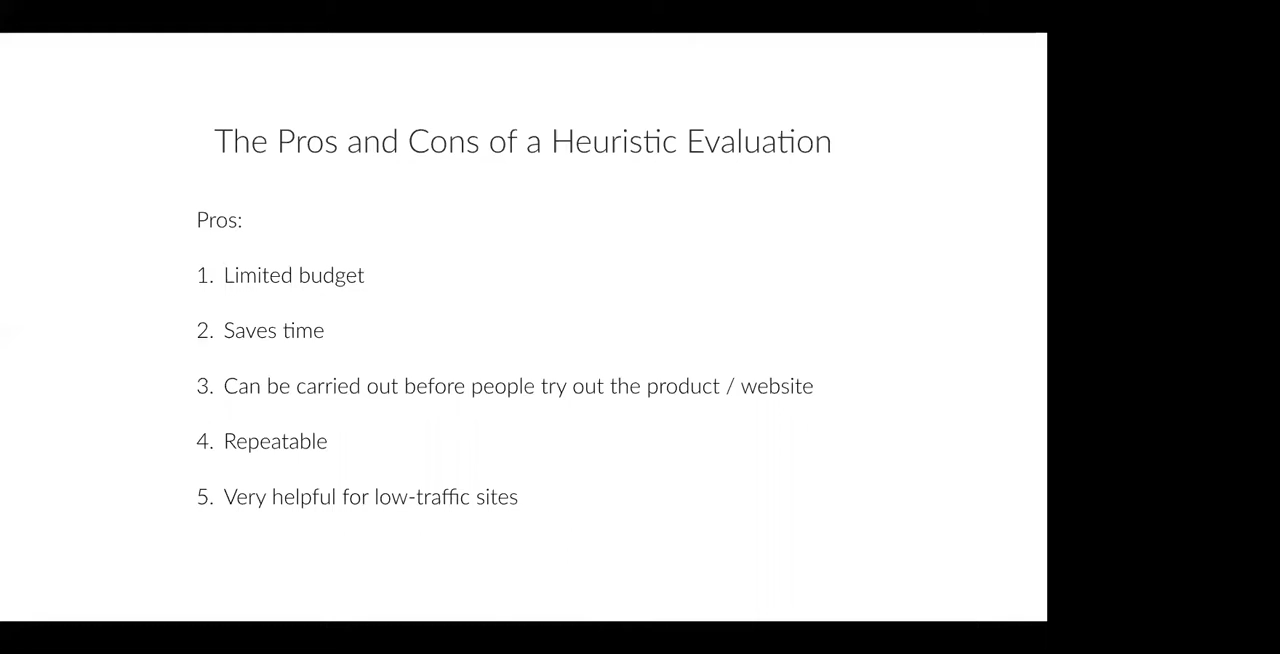 The Pros and Cons of a Heuristic Evaluation
Pros:
1. Limited budget
2. Saves time
3. Can be carried out before people try out the product / website
4. Repeatable
5. Very helpful for low-traffic sites